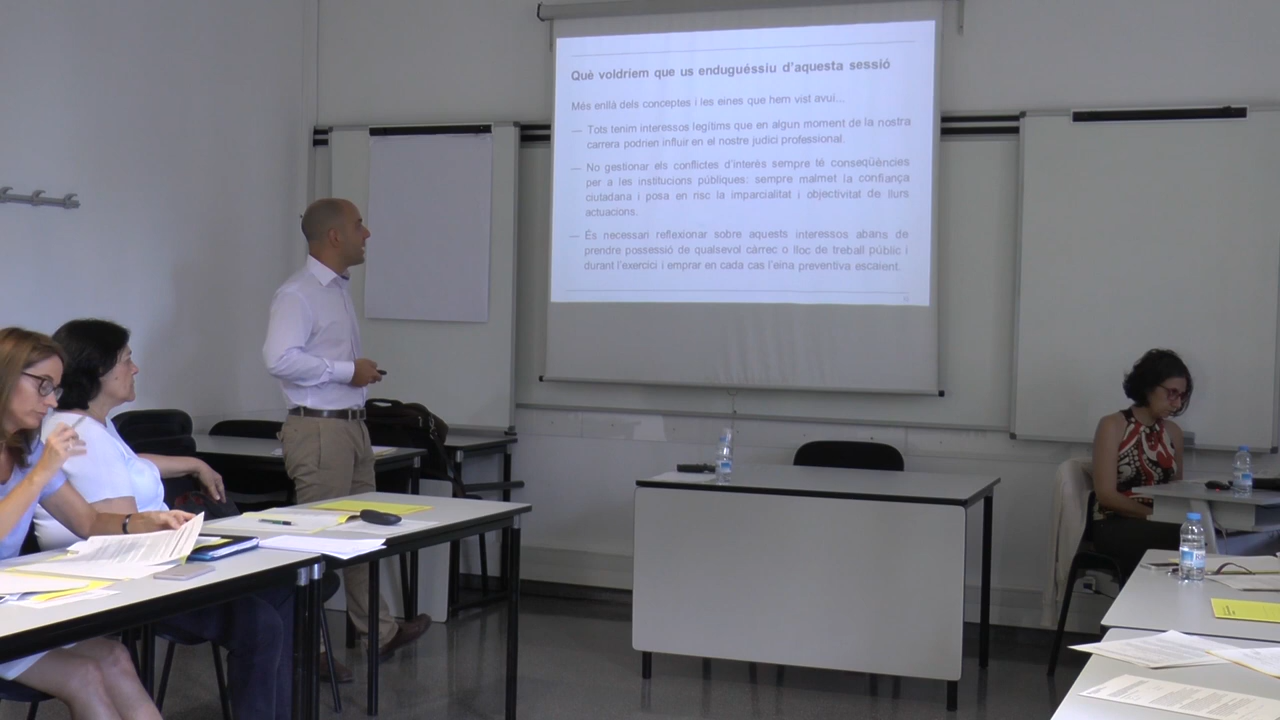 Què voldríem que us enduguéssiu d'aquesta sessió
Més enllà dels conceptes i les eines que hem vist avui...
— Tots tenim interessos legítims que en algun moment de la nostra
carrera podrien influir en el nostre judici professional.
— No gestionar els conflictes d'interès sempre té conseqüències
per a les institucions públiques: sempre malmet la confiança
ciutadana i posa en risc la imparcialitat i objectivitat de llurs
actuacions.
— És necessari reflexionar sobre aquests interessos abans de
prendre possessió de qualsevol càrrec o lloc de treball públic i
durant l'exercici i emprar en cada cas l'eina preventiva escaient.